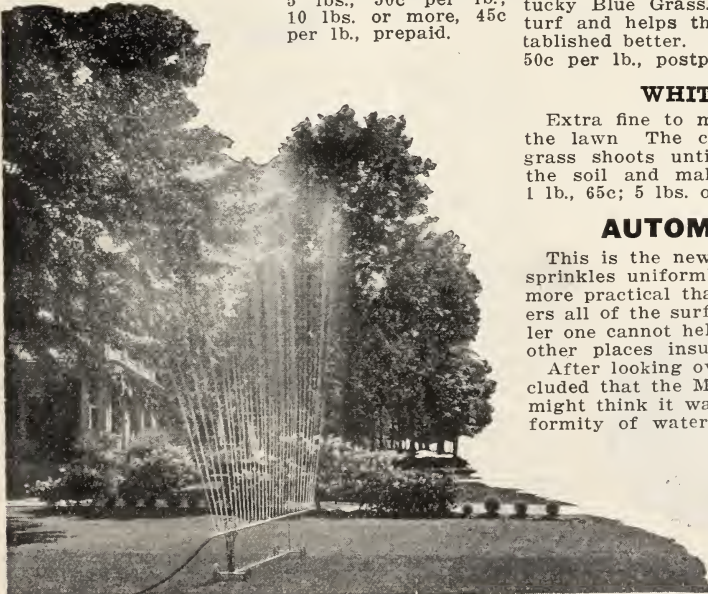 5 lbs., 50c per lb.;
10 lbs. or more, 45c
per lb., prepaid.
tucky Blue Grass.
turf and helps th
tablished better.
50c per lb., postp
WHIT
Extra fine to m
the lawn The c
grass shoots unti
the soil and mal
1 lb., 65c; 5 lbs. o
AUTOM
This is the new
sprinkles uniform
more practical tha
ers all of the surf
ler one cannot hel
other places insu
After looking ov
cluded that the M
might think it wa
formity of water